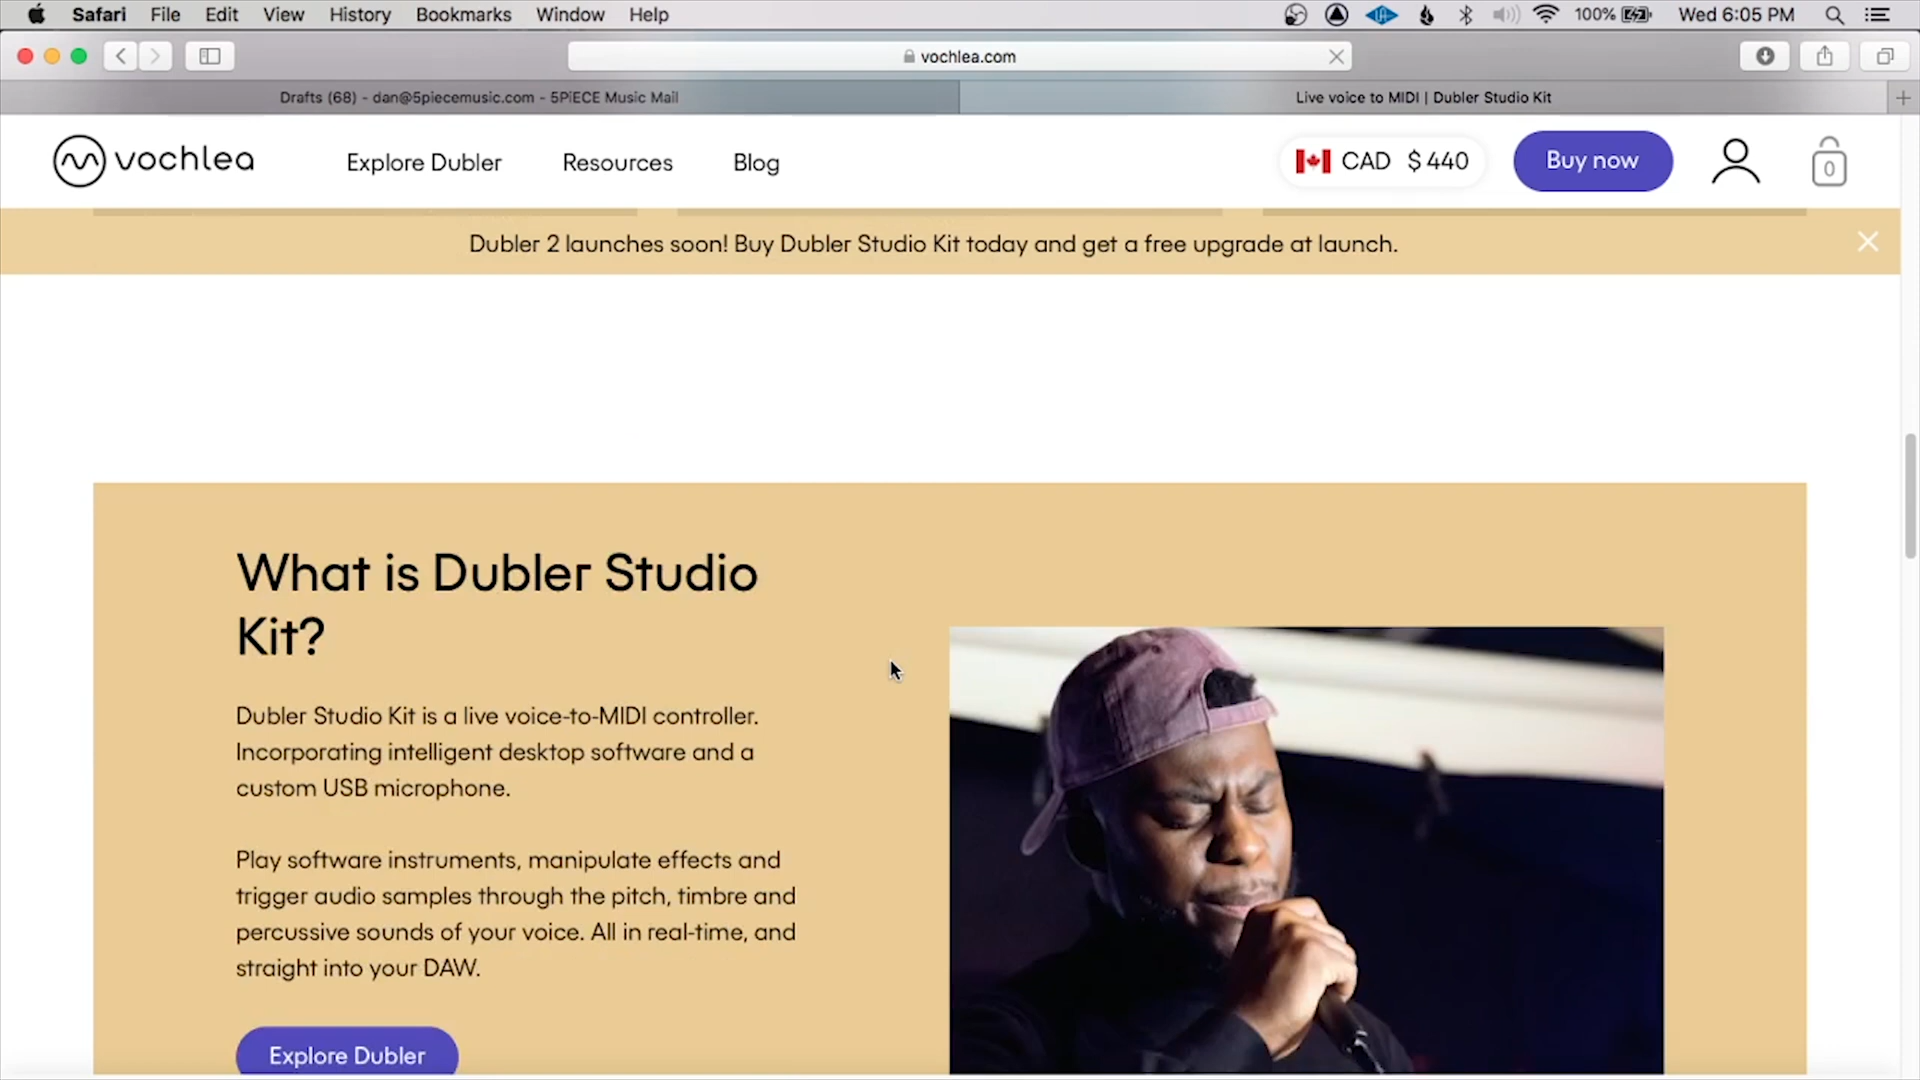 Safari File Edit View History Bookmarks Window Help 100% Wed 6:05 PM
vochlea.com
Drafts (68) - dan@5piecemusic.com - 5PiECE Music Mail Live voice to MIDI | Dubler Studio Kit
vochlea Explore Dubler Resources Blog CAD $ 440 Buy now 0
Dubler 2 launches soon! Buy Dubler Studio Kit today and get a free upgrade at launch.
What is Dubler Studio
Kit?
Dubler Studio Kit is a live voice-to-MIDI controller.
Incorporating intelligent desktop software and a
custom USB microphone.
Play software instruments, manipulate effects and
trigger audio samples through the pitch, timbre and
percussive sounds of your voice. All in real-time, and
straight into your DAW.
Explore Dubler